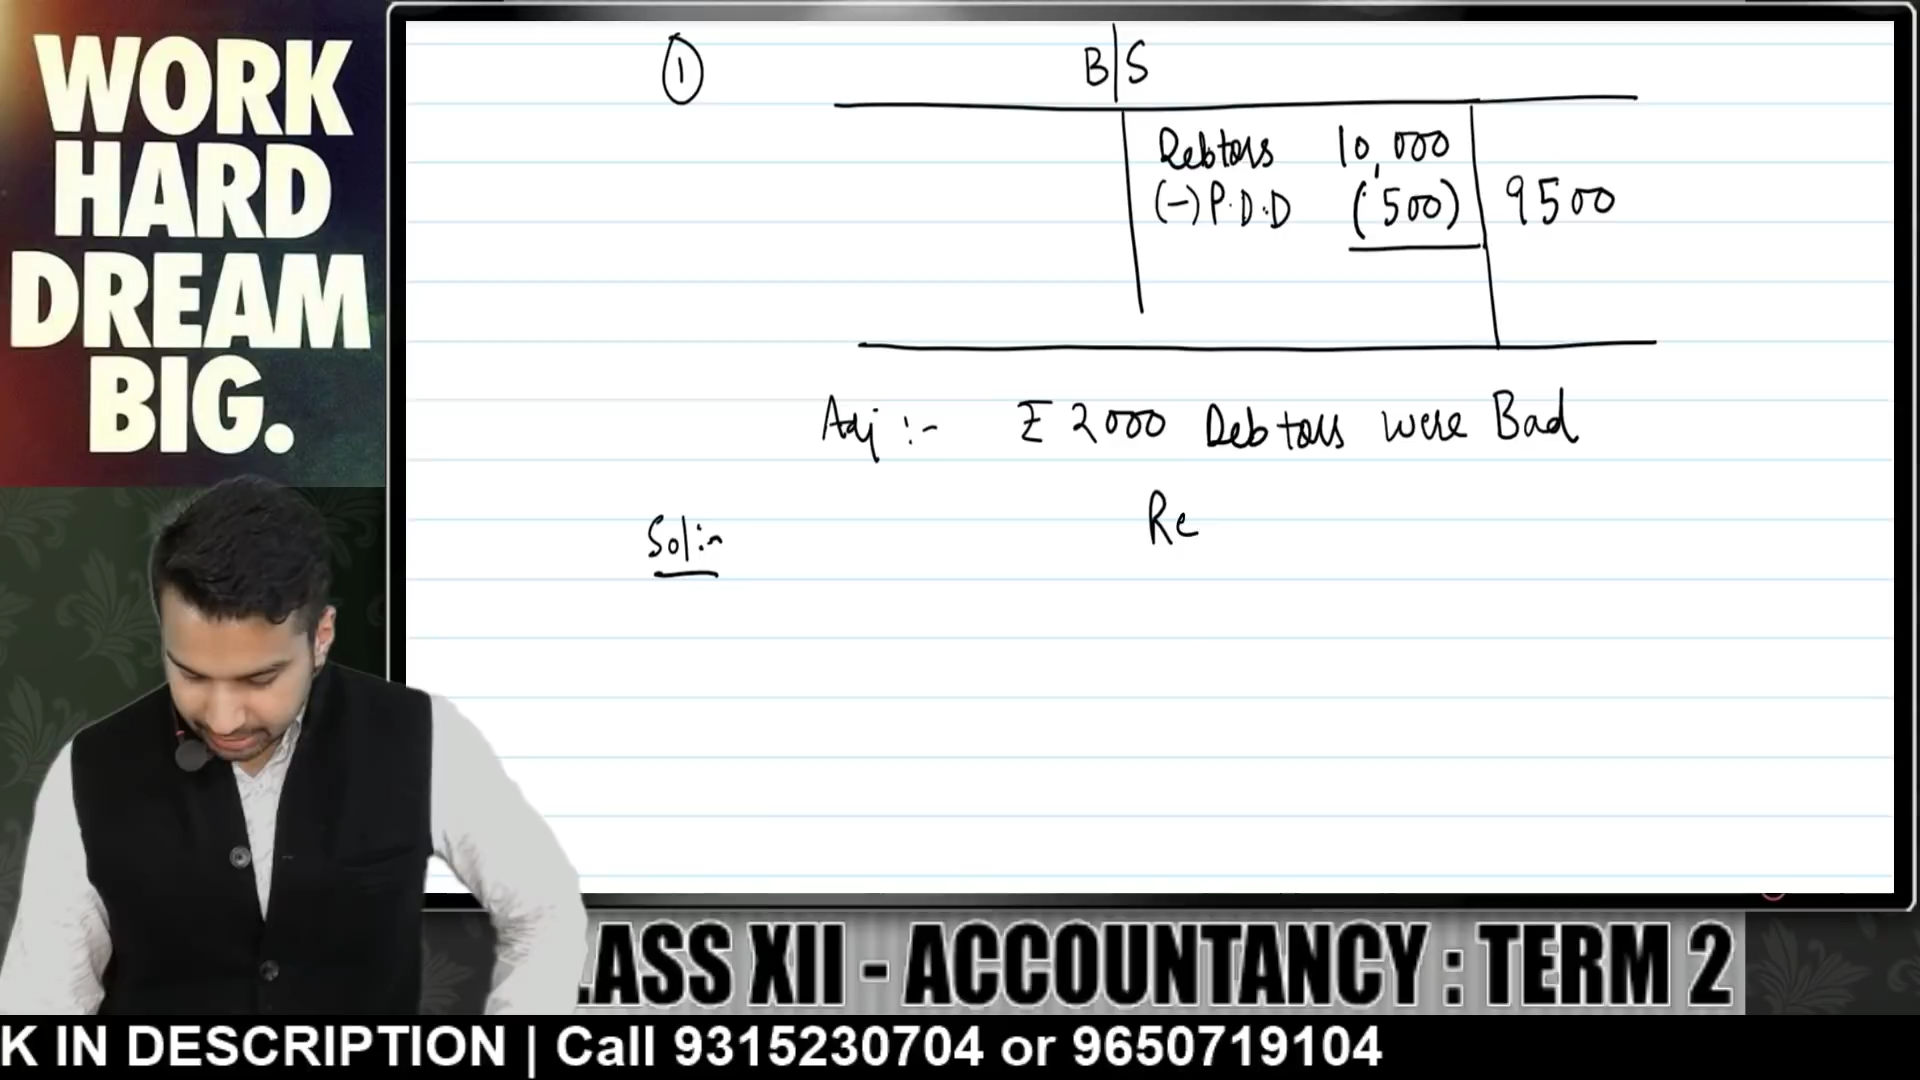 WORK
HARD
DREAM
BIG.
① B/S
Debtors 10,000
(-) P.D.D (500) 9500
Adj :- ₹ 2000 Debtors were Bad
Sol:- Re
LASS XII - ACCOUNTANCY : TERM 2
K IN DESCRIPTION | Call 9315230704 or 9650719104